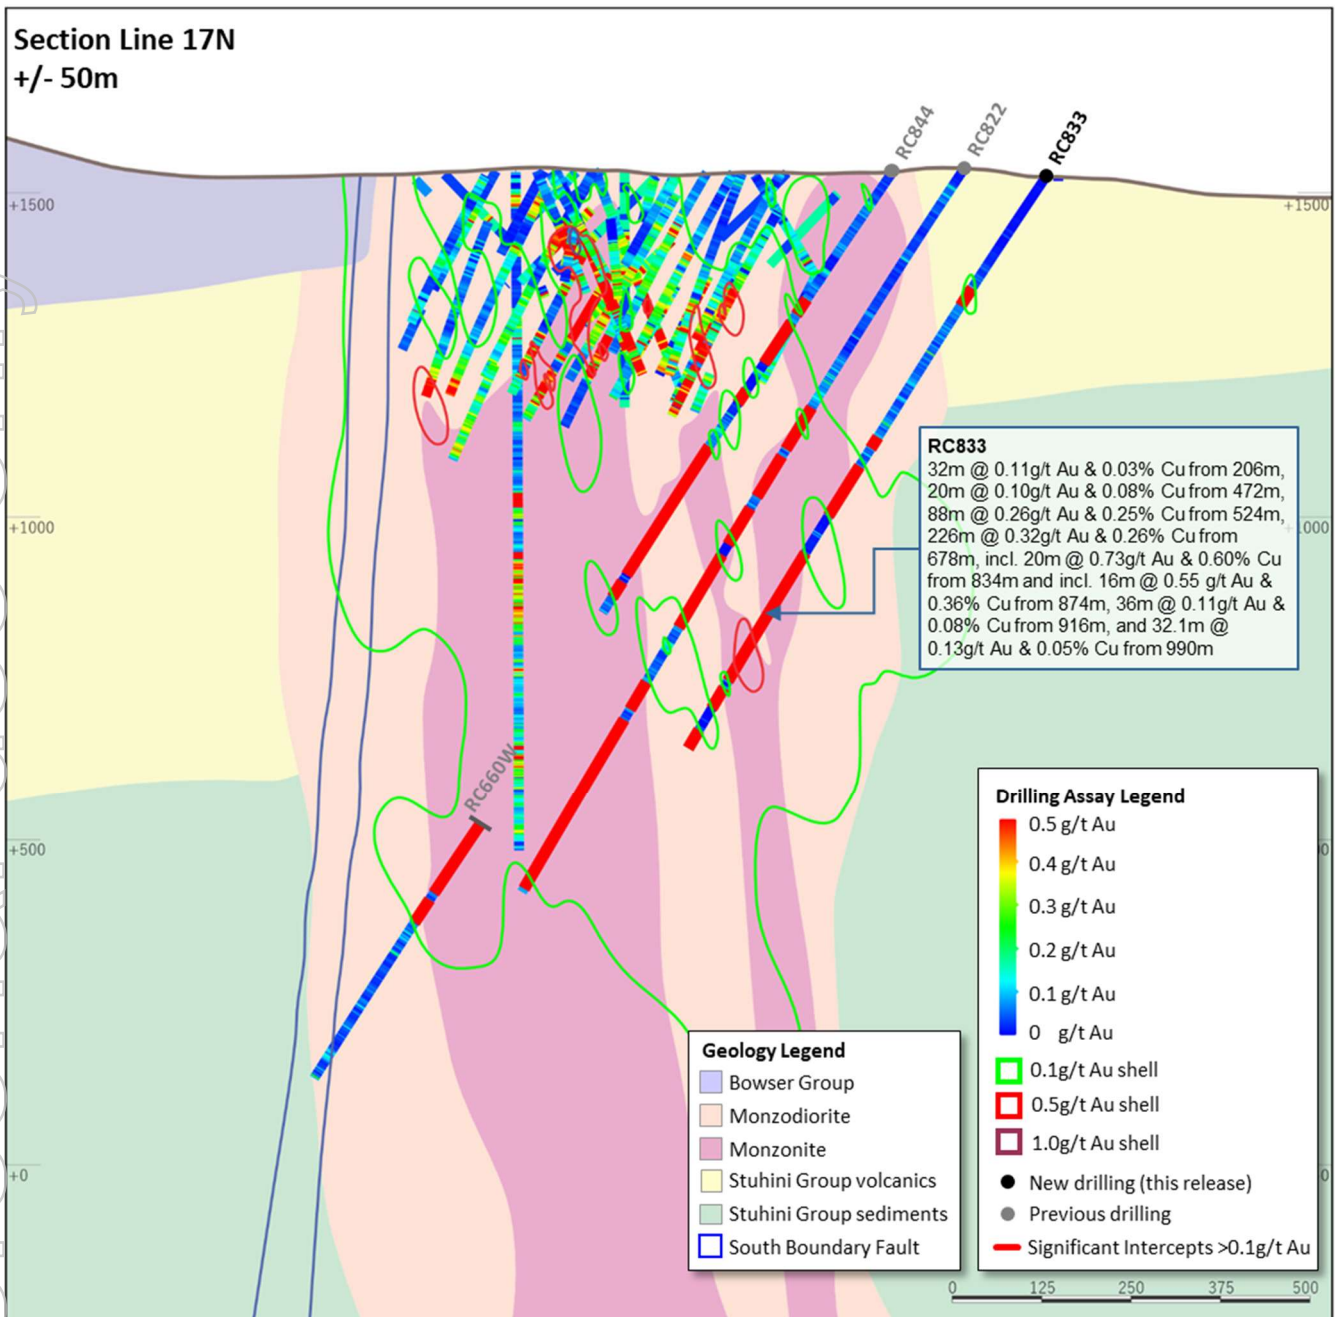 Section Line 17N
+/- 50m
RC844
RC822
RC833
+1500
+1500
RC833
32m @ 0.11g/t Au & 0.03% Cu from 206m,
20m @ 0.10g/t Au & 0.08% Cu from 472m,
88m @ 0.26g/t Au & 0.25% Cu from 524m,
226m @ 0.32g/t Au & 0.26% Cu from
678m, incl. 20m @ 0.73g/t Au & 0.60% Cu
from 834m and incl. 16m @ 0.55 g/t Au &
0.36% Cu from 874m, 36m @ 0.11g/t Au &
0.08% Cu from 916m, and 32.1m @
0.13g/t Au & 0.05% Cu from 990m
+1000
+1000
RC660W
+500
+0
Drilling Assay Legend
0.5 g/t Au
0.4 g/t Au
0.3 g/t Au
0.2 g/t Au
0.1 g/t Au
0 g/t Au
0.1g/t Au shell
0.5g/t Au shell
1.0g/t Au shell
New drilling (this release)
Previous drilling
Significant Intercepts >0.1g/t Au
Geology Legend
Bowser Group
Monzodiorite
Monzonite
Stuhini Group volcanics
Stuhini Group sediments
South Boundary Fault
0 125 250 375 500